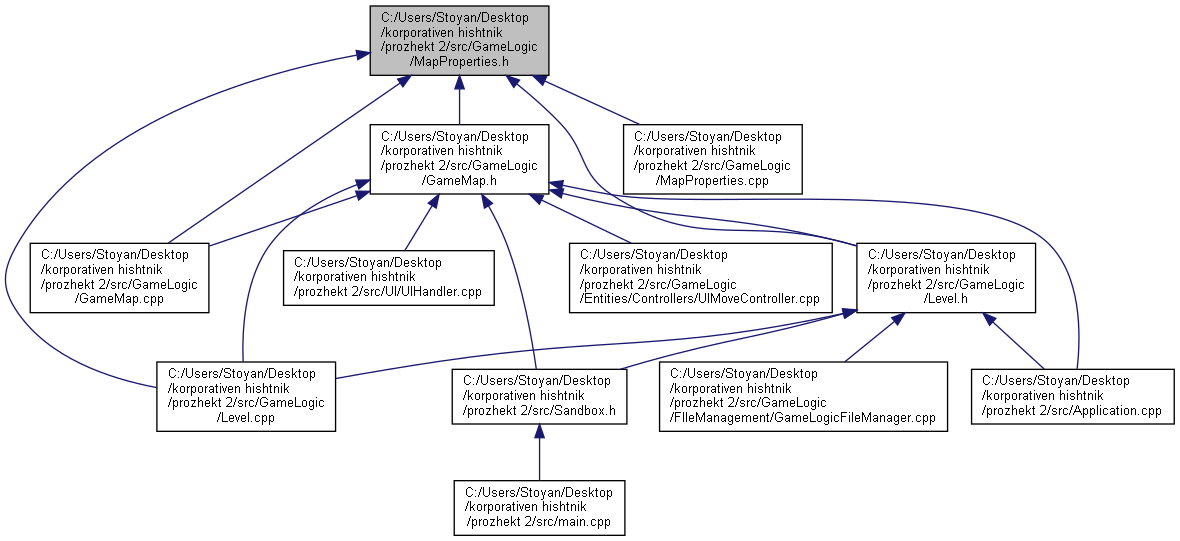 C:/Users/Stoyan/Desktop
/korporativen hishtnik
/prozhekt 2/src/GameLogic
/MapProperties.h
C:/Users/Stoyan/Desktop
/korporativen hishtnik
/prozhekt 2/src/GameLogic
/GameMap.h
C:/Users/Stoyan/Desktop
/korporativen hishtnik
/prozhekt 2/src/GameLogic
/MapProperties.cpp
C:/Users/Stoyan/Desktop
/korporativen hishtnik
/prozhekt 2/src/GameLogic
/GameMap.cpp
C:/Users/Stoyan/Desktop
/korporativen hishtnik
/prozhekt 2/src/UI/UIHandler.cpp
C:/Users/Stoyan/Desktop
/korporativen hishtnik
/prozhekt 2/src/GameLogic
/Entities/Controllers/UIMoveController.cpp
C:/Users/Stoyan/Desktop
/korporativen hishtnik
/prozhekt 2/src/GameLogic
/Level.h
C:/Users/Stoyan/Desktop
/korporativen hishtnik
/prozhekt 2/src/GameLogic
/Level.cpp
C:/Users/Stoyan/Desktop
/korporativen hishtnik
/prozhekt 2/src/Sandbox.h
C:/Users/Stoyan/Desktop
/korporativen hishtnik
/prozhekt 2/src/GameLogic
/FIleManagement/GameLogicFileManager.cpp
C:/Users/Stoyan/Desktop
/korporativen hishtnik
/prozhekt 2/src/Application.cpp
C:/Users/Stoyan/Desktop
/korporativen hishtnik
/prozhekt 2/src/main.cpp